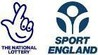 THE NATIONAL
LOTTERY
SPORT
ENGLAND